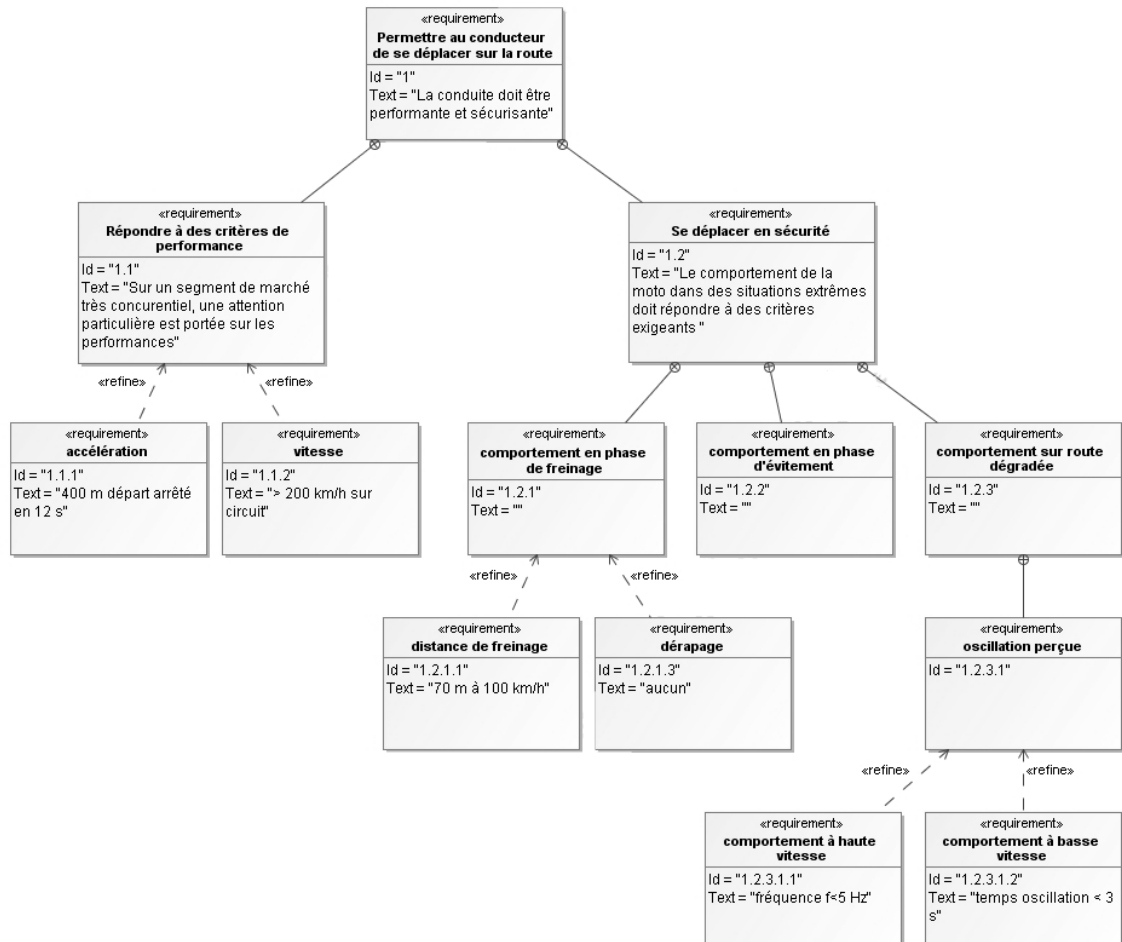 «requirement»
Permettre au conducteur
de se déplacer sur la route
Id = "1"
Text = "La conduite doit être
performante et sécurisante"
«requirement»
Répondre à des critères de
performance
Id = "1.1"
Text = "Sur un segment de marché
très concurentiel, une attention
particulière est portée sur les
performances"
«requirement»
Se déplacer en sécurité
Id = "1.2"
Text = "Le comportement de la
moto dans des situations extrêmes
doit répondre à des critères
exigeants "
«refine»
«refine»
«requirement»
accélération
Id = "1.1.1"
Text = "400 m départ arrêté
en 12 s"
«requirement»
vitesse
Id = "1.1.2"
Text = "> 200 km/h sur
circuit"
«requirement»
comportement en phase
de freinage
Id = "1.2.1"
Text = ""
«requirement»
comportement en phase
d'évitement
Id = "1.2.2"
Text = ""
«requirement»
comportement sur route
dégradée
Id = "1.2.3"
Text = ""
«refine»
«refine»
«requirement»
distance de freinage
Id = "1.2.1.1"
Text = "70 m à 100 km/h"
«requirement»
dérapage
Id = "1.2.1.3"
Text = "aucun"
«requirement»
oscillation perçue
Id = "1.2.3.1"
«refine»
«refine»
«requirement»
comportement à haute
vitesse
Id = "1.2.3.1.1"
Text = "fréquence f<5 Hz"
«requirement»
comportement à basse
vitesse
Id = "1.2.3.1.2"
Text = "temps oscillation < 3
s"